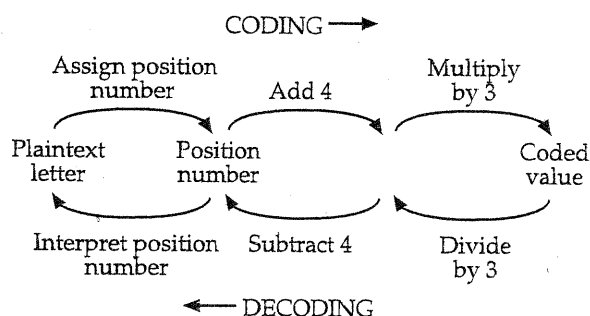 CODING
Assign position
number
Add 4
Multiply
by 3
Plaintext
letter
Position
number
Coded
value
Interpret position
number
Subtract 4
Divide
by 3
DECODING